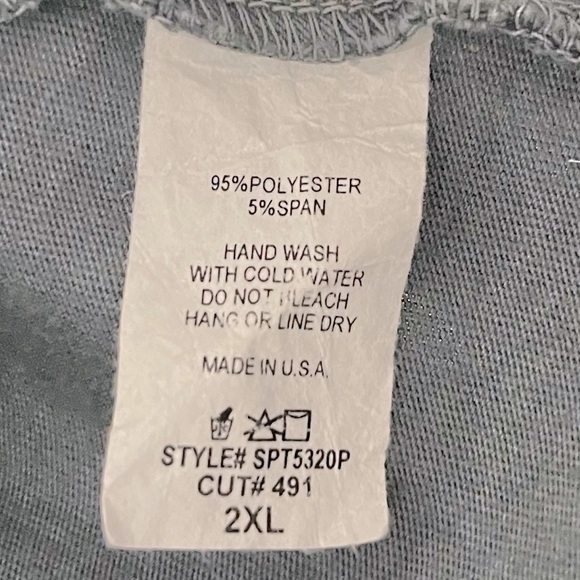 95%POLYESTER
5%SPAN
HAND WASH
WITH COLD WATER
DO NOT BLEACH
HANG OR LINE DRY
MADE IN U.S.A.
STYLE# SPT5320P
CUT# 491
2XL